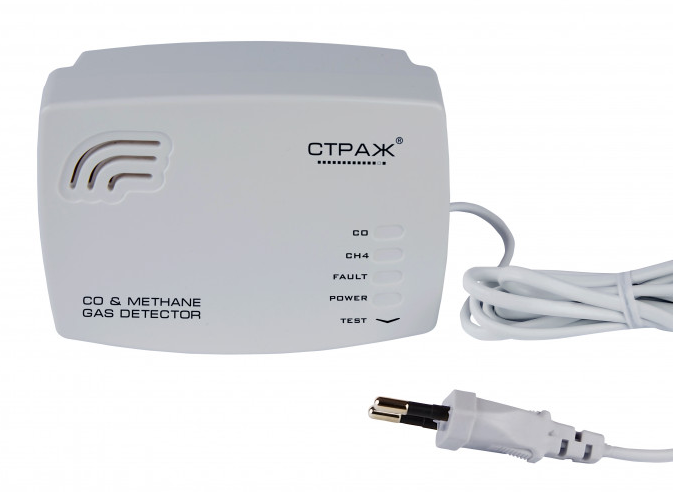 СТРАЖ®
CO
CH4
FAULT
POWER
TEST
CO & METHANE
GAS DETECTOR